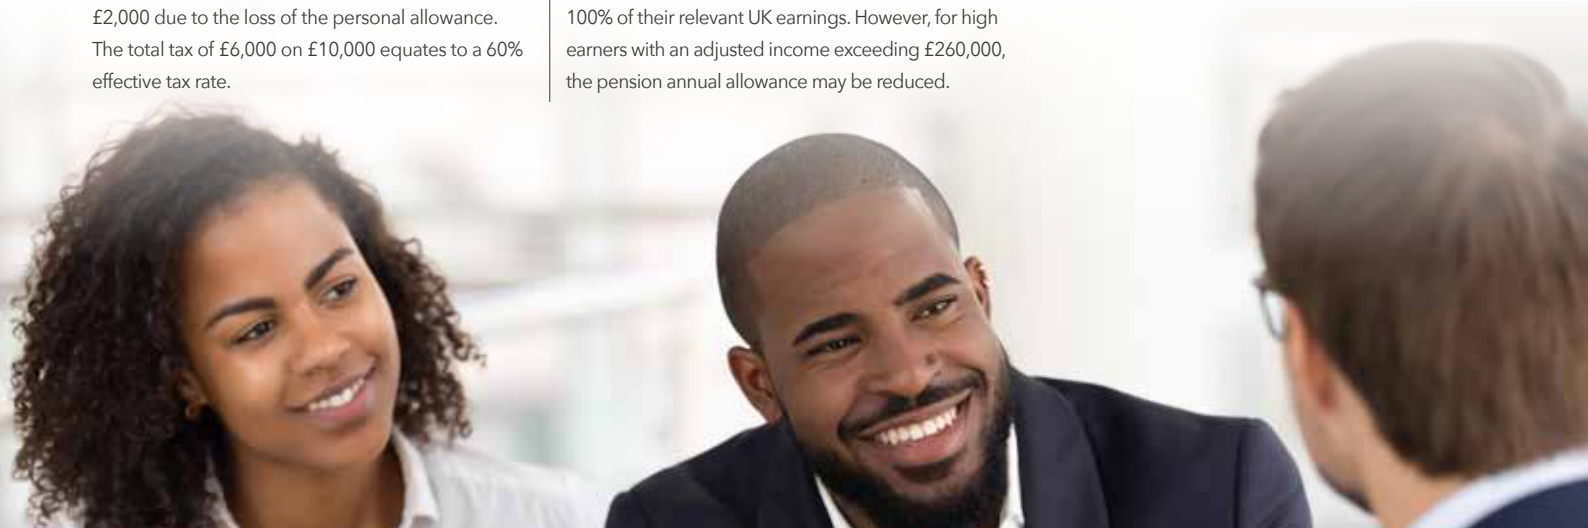 £2,000 due to the loss of the personal allowance.
The total tax of £6,000 on £10,000 equates to a 60%
effective tax rate.
100% of their relevant UK earnings. However, for high
earners with an adjusted income exceeding £260,000,
the pension annual allowance may be reduced.